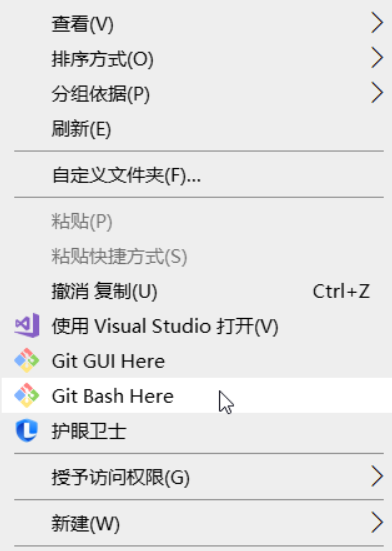 查看(V)
排序方式(O)
分组依据(P)
刷新(E)
自定义文件夹(F)...
粘贴(P)
粘贴快捷方式(S)
撤消 复制(U) Ctrl+Z
使用 Visual Studio 打开(V)
Git GUI Here
Git Bash Here
护眼卫士
授予访问权限(G)
新建(W)